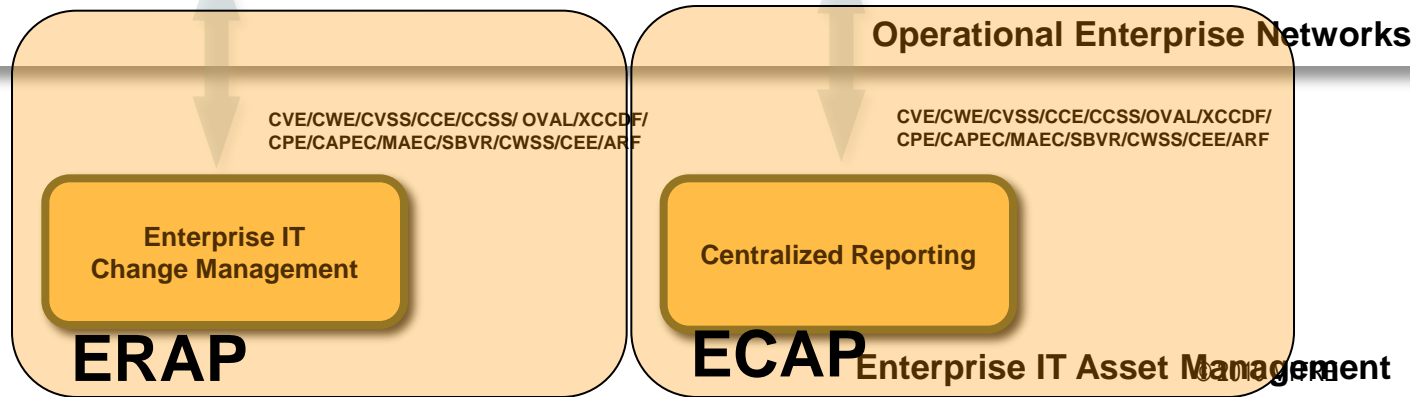 Operational Enterprise Networks
CVE/CWE/CVSS/CCE/CCSS/ OVAL/XCCDF/
CPE/CAPEC/MAEC/SBVR/CWSS/CEE/ARF
CVE/CWE/CVSS/CCE/CCSS/OVAL/XCCDF/
CPE/CAPEC/MAEC/SBVR/CWSS/CEE/ARF
Enterprise IT
Change Management
Centralized Reporting
ERAP
ECAP
Enterprise IT Asset Management
MITRE